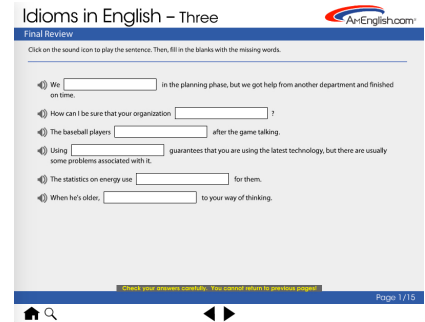 Idioms in English – Three
AMEnglish.com®
Final Review
Click on the sound icon to play the sentence. Then, fill in the blanks with the missing words.
We in the planning phase, but we got help from another department and finished
on time.
How can I be sure that your organization ?
The baseball players after the game talking.
Using guarantees that you are using the latest technology, but there are usually
some problems associated with it.
The statistics on energy use for them.
When he's older, to your way of thinking.
Check your answers carefully. You cannot return to previous pages!
Page 1/15